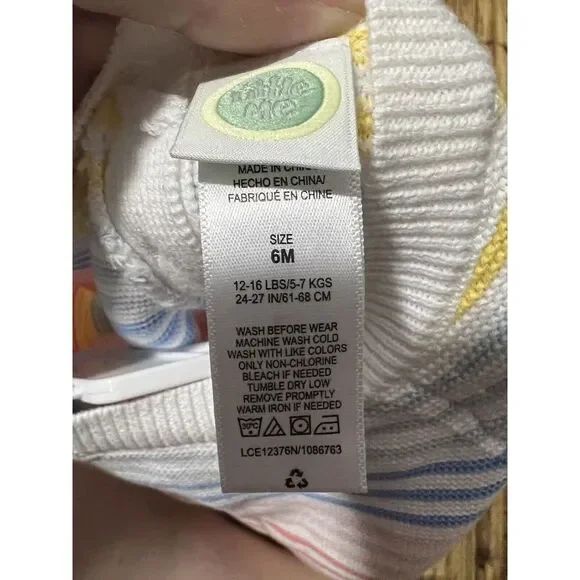 little
me
MADE IN CHINA/
HECHO EN CHINA/
FABRIQUÉ EN CHINE
SIZE
6M
12-16 LBS/5-7 KGS
24-27 IN/61-68 CM
WASH BEFORE WEAR
MACHINE WASH COLD
WASH WITH LIKE COLORS
ONLY NON-CHLORINE
BLEACH IF NEEDED
TUMBLE DRY LOW
REMOVE PROMPTLY
WARM IRON IF NEEDED
30°C
LCE12376N/1086763